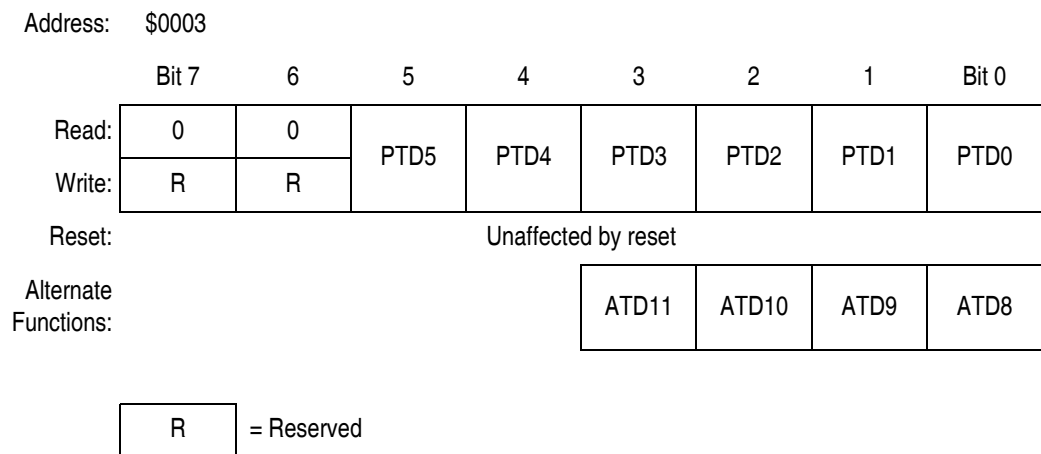 Address: $0003
Bit 7 6 5 4 3 2 1 Bit 0
Read: 0 0 PTD5 PTD4 PTD3 PTD2 PTD1 PTD0
Write: R R
Reset: Unaffected by reset
Alternate Functions: ATD11 ATD10 ATD9 ATD8
R = Reserved